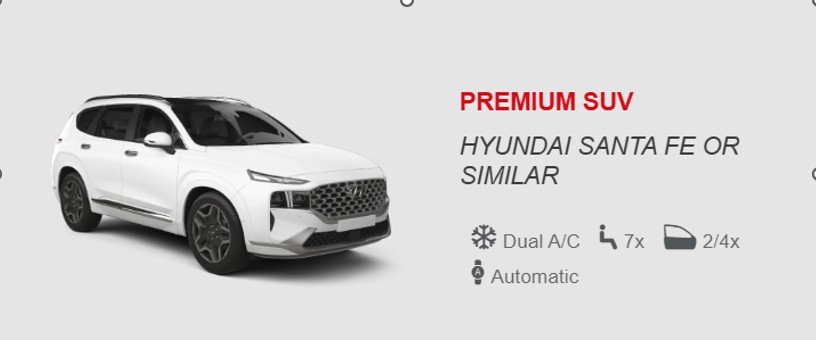 PREMIUM SUV
HYUNDAI SANTA FE OR
SIMILAR
Dual A/C 7x 2/4x
A Automatic